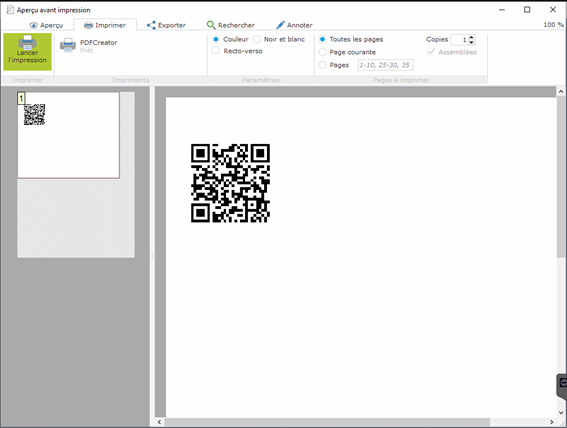 Aperçu avant impression
Aperçu Imprimer Exporter Rechercher Annoter 100 %
Lancer l'impression
PDFCreator
Prêt
Couleur Noir et blanc
Recto-verso
Toutes les pages
Page courante
Pages 1-10, 25-30, 35
Copies 1
Assemblées
Imprimer Imprimante Paramètres Pages à imprimer
1